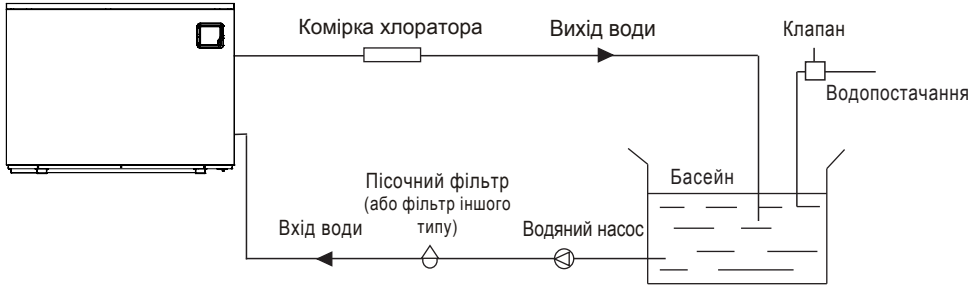 Комірка хлоратора
Вихід води
Клапан
Водопостачання
Басейн
Пісочний фільтр
(або фільтр іншого
типу)
Вхід води
Водяний насос